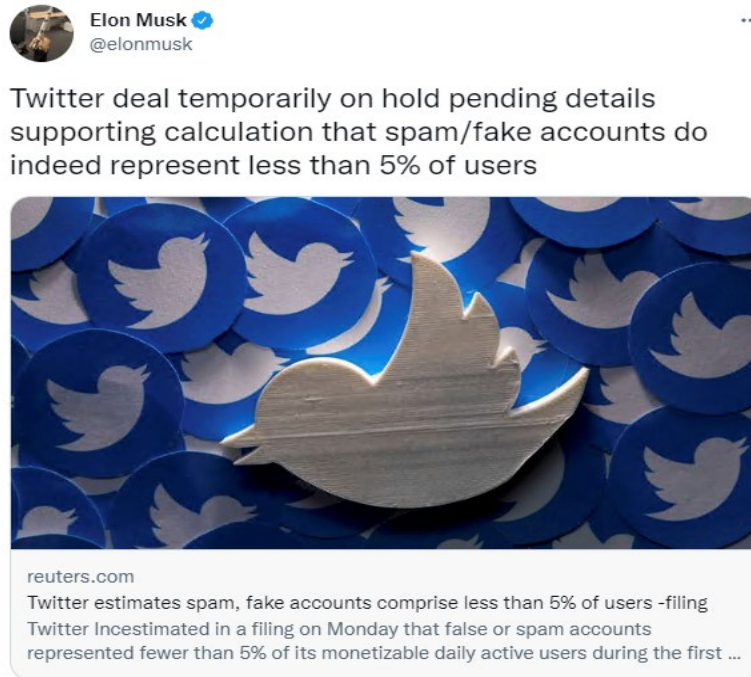 Elon Musk
@elonmusk
Twitter deal temporarily on hold pending details
supporting calculation that spam/fake accounts do
indeed represent less than 5% of users
reuters.com
Twitter estimates spam, fake accounts comprise less than 5% of users -filing
Twitter Incestimated in a filing on Monday that false or spam accounts
represented fewer than 5% of its monetizable daily active users during the first ...